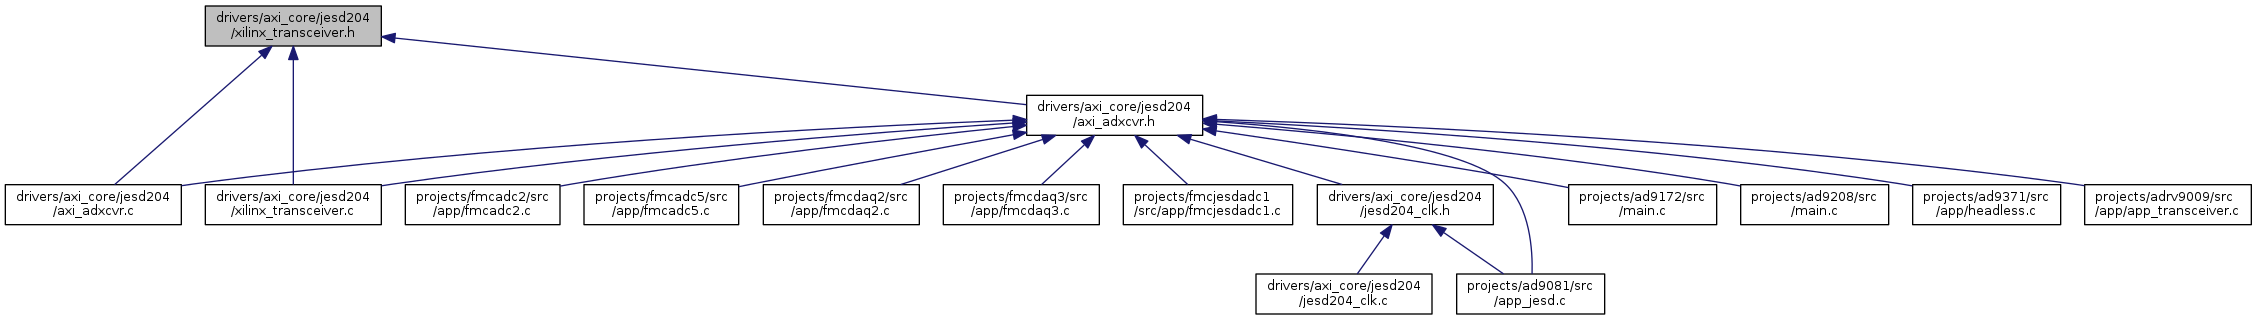 drivers/axi_core/jesd204
/xilinx_transceiver.h
drivers/axi_core/jesd204
/axi_adxcvr.h
drivers/axi_core/jesd204
/axi_adxcvr.c
drivers/axi_core/jesd204
/xilinx_transceiver.c
projects/fmcadc2/src
/app/fmcadc2.c
projects/fmcadc5/src
/app/fmcadc5.c
projects/fmcdaq2/src
/app/fmcdaq2.c
projects/fmcdaq3/src
/app/fmcdaq3.c
projects/fmcjesdadc1
/src/app/fmcjesdadc1.c
drivers/axi_core/jesd204
/jesd204_clk.h
projects/ad9172/src
/main.c
projects/ad9208/src
/main.c
projects/ad9371/src
/app/headless.c
projects/adrv9009/src
/app/app_transceiver.c
drivers/axi_core/jesd204
/jesd204_clk.c
projects/ad9081/src
/app_jesd.c